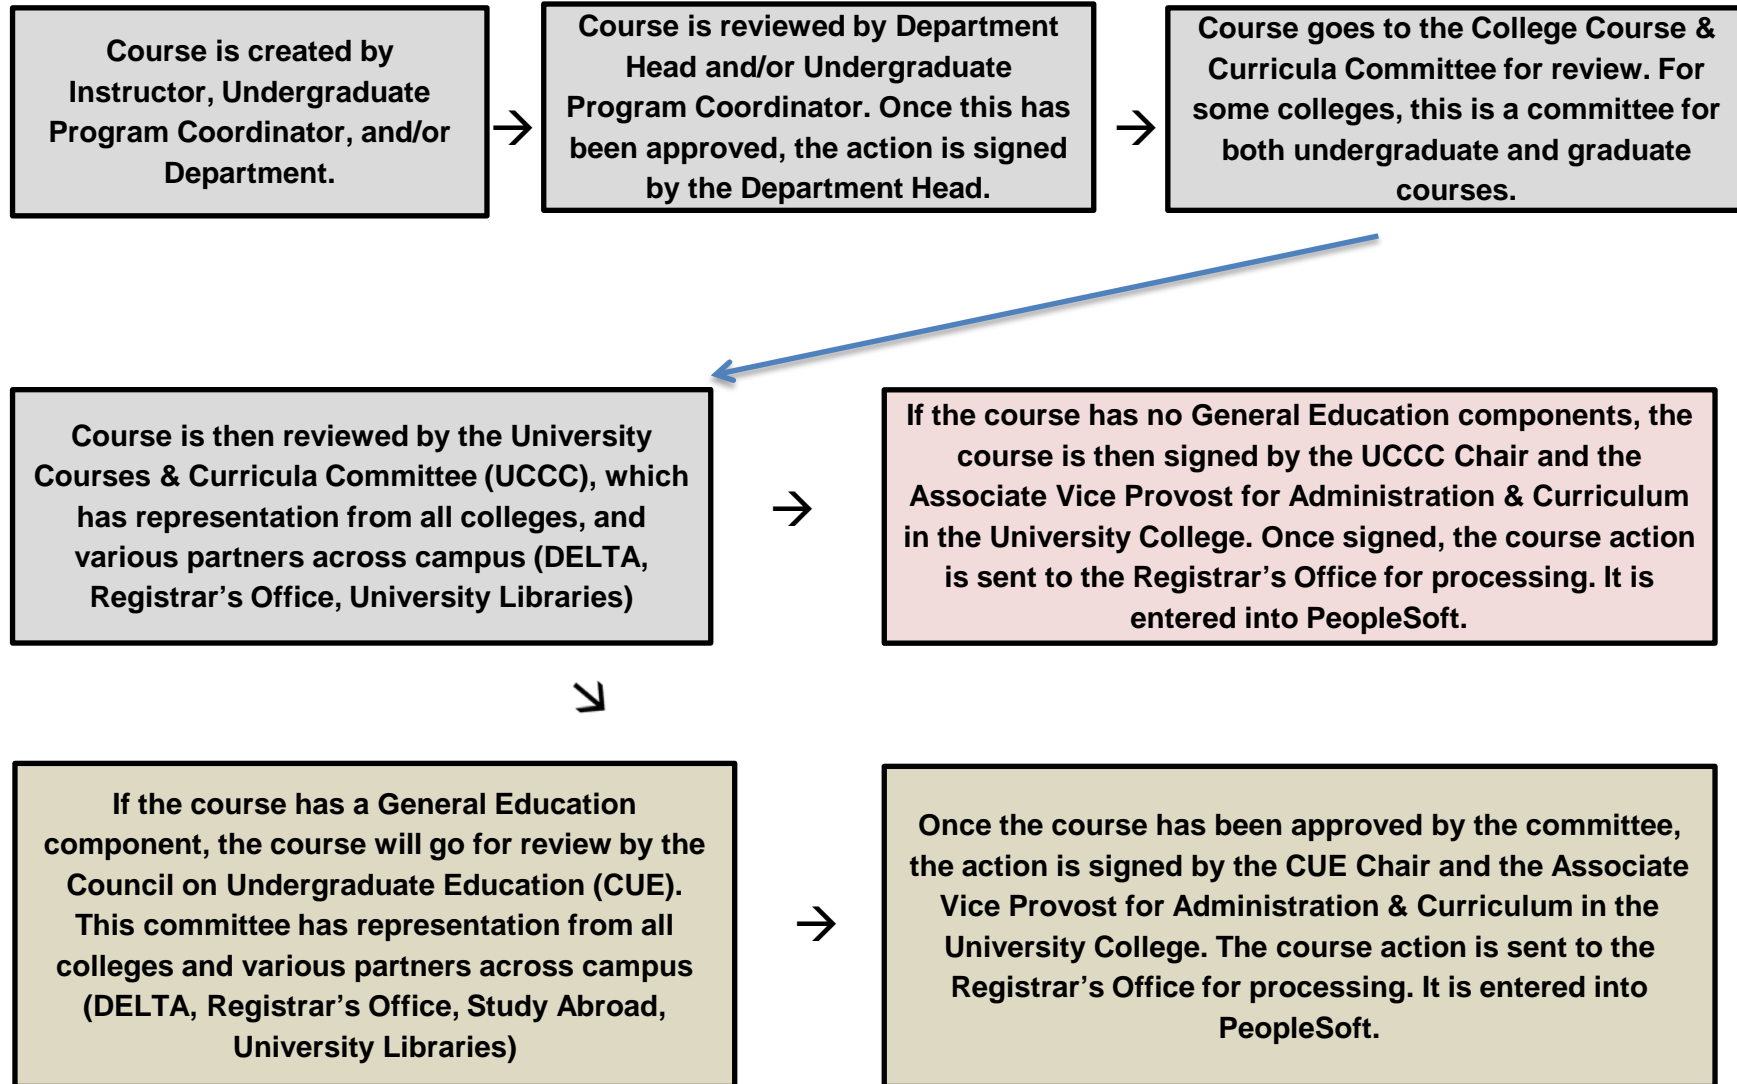 Course is created by
Instructor, Undergraduate
Program Coordinator, and/or
Department.
→
Course is reviewed by Department
Head and/or Undergraduate
Program Coordinator. Once this has
been approved, the action is signed
by the Department Head.
→
Course goes to the College Course &
Curricula Committee for review. For
some colleges, this is a committee for
both undergraduate and graduate
courses.
Course is then reviewed by the University
Courses & Curricula Committee (UCCC), which
has representation from all colleges, and
various partners across campus (DELTA,
Registrar’s Office, University Libraries)
→
If the course has no General Education components, the
course is then signed by the UCCC Chair and the
Associate Vice Provost for Administration & Curriculum
in the University College. Once signed, the course action
is sent to the Registrar’s Office for processing. It is
entered into PeopleSoft.
If the course has a General Education
component, the course will go for review by the
Council on Undergraduate Education (CUE).
This committee has representation from all
colleges and various partners across campus
(DELTA, Registrar’s Office, Study Abroad,
University Libraries)
→
Once the course has been approved by the committee,
the action is signed by the CUE Chair and the Associate
Vice Provost for Administration & Curriculum in the
University College. The course action is sent to the
Registrar’s Office for processing. It is entered into
PeopleSoft.